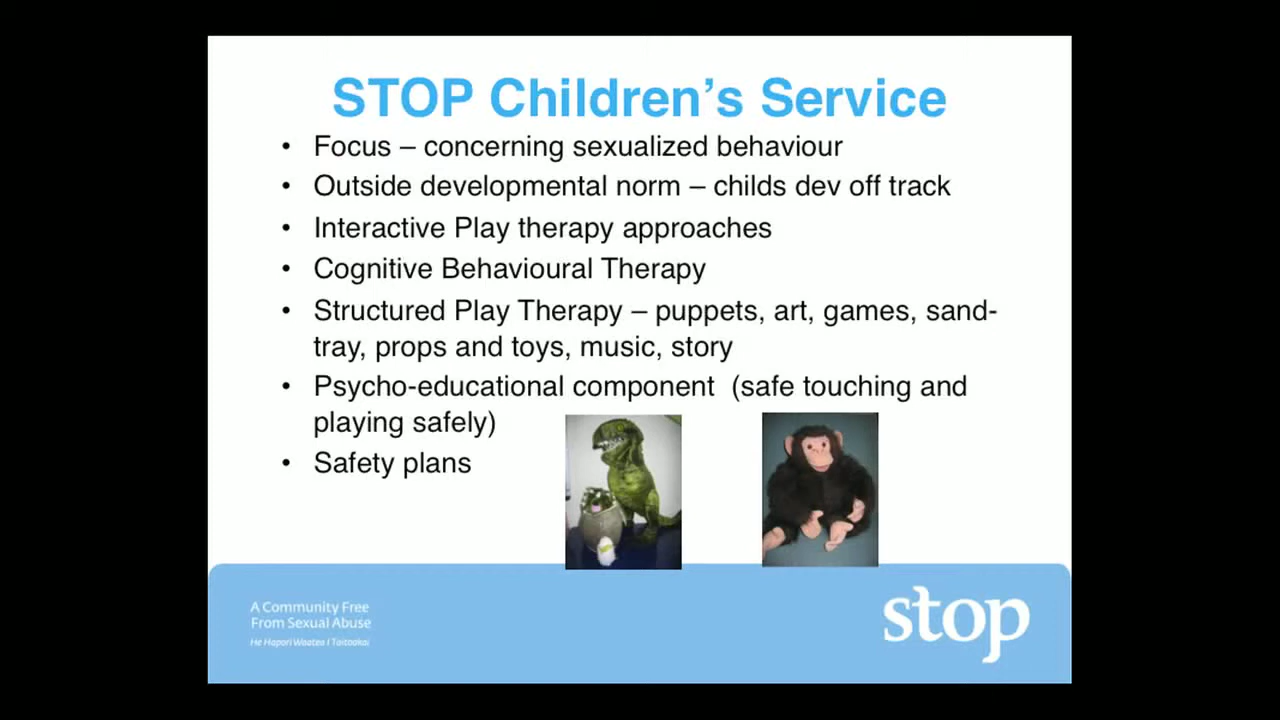 STOP Children's Service
• Focus – concerning sexualized behaviour
• Outside developmental norm – childs dev off track
• Interactive Play therapy approaches
• Cognitive Behavioural Therapy
• Structured Play Therapy – puppets, art, games, sand-
tray, props and toys, music, story
• Psycho-educational component  (safe touching and
playing safely)
• Safety plans
A Community Free
From Sexual Abuse
He Hapori Waatea I Taitookai
stop